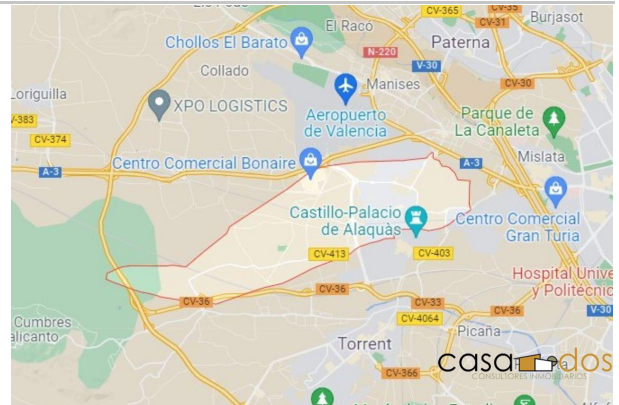 CV-365
CV-35
CV-31
Burjasot
El Racó
Chollos El Barato
N-220
Paterna
Collado
V-30
Manises
CV-30
Loriguilla
XPO LOGISTICS
Aeropuerto
de Valencia
Parque de
La Canaleta
V-383
CV-374
Mislata
A-3
Centro Comercial Bonaire
A-3
Castillo-Palacio
de Alaquàs
Centro Comercial
Gran Turia
CV-413
CV-403
Hospital Unive
y Politécnic
CV-36
CV-36
CV-33
CV-36
V-30
Cumbres
alicanto
CV-4064
Picaña
Torrent
casa dos
CONSULTORES INMOBILIARIOS
CV-366